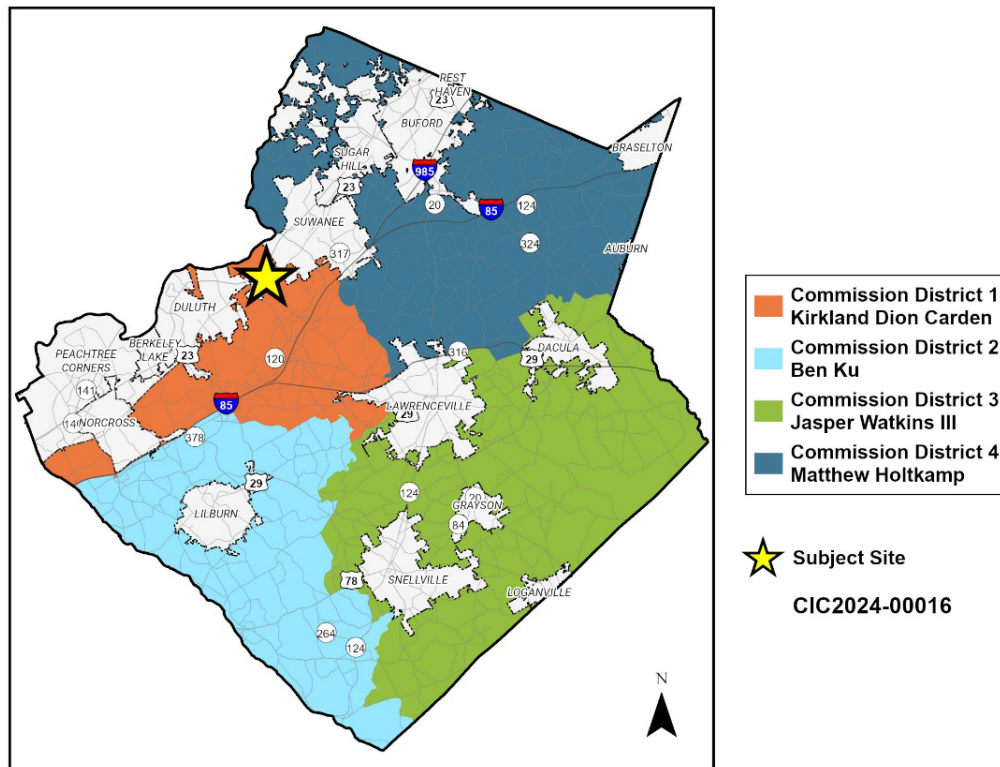 REST
HAVEN
23
BUFORD
BRASELTON
SUGAR
HILL
985
23
20
85
124
SUWANEE
317
324
AUBURN
DULUTH
BERKELEY
LAKE
23
PEACHTREE
CORNERS
120
316
DACULA
29
141
NORCROSS
85
LAWRENCEVILLE
29
378
29
LILBURN
124
20
GRAYSON
84
78
SNELLVILLE
LOGANVILLE
264
124
N
Commission District 1
Kirkland Dion Carden
Commission District 2
Ben Ku
Commission District 3
Jasper Watkins III
Commission District 4
Matthew Holtkamp
Subject Site
CIC2024-00016